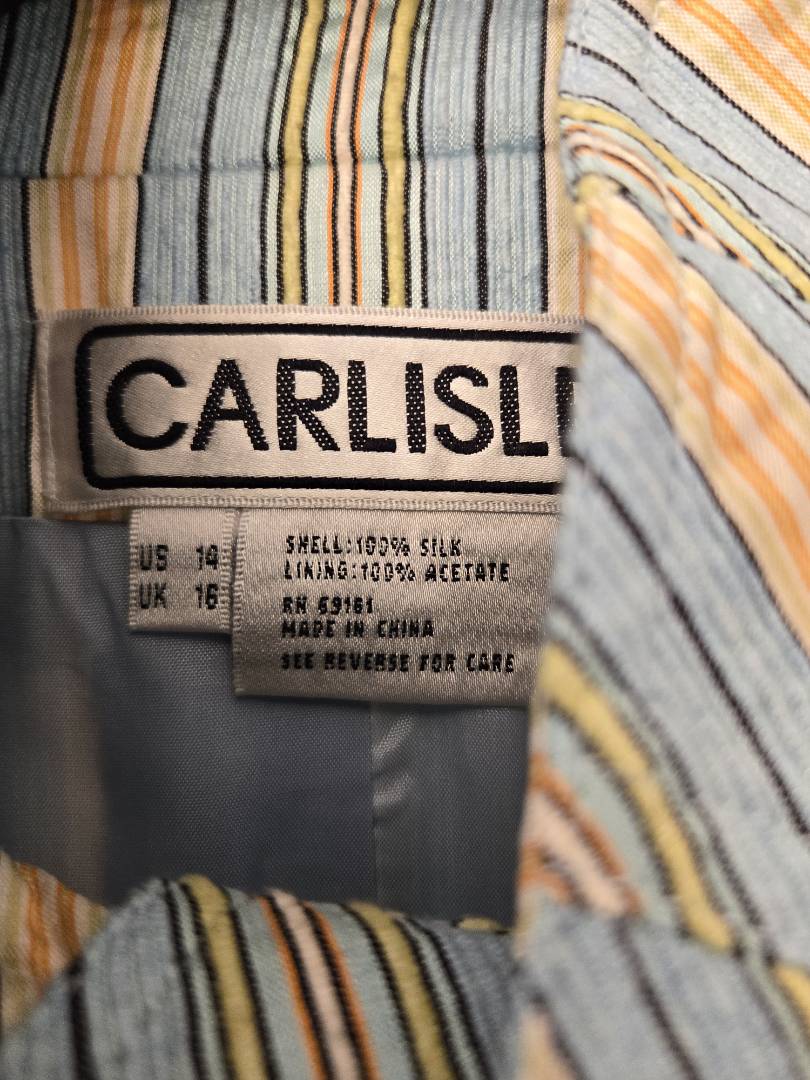 CARLISL
US 14
UK 16
SHELL:100% SILK
LINING:100% ACETATE
RN 69161
MADE IN CHINA
SEE REVERSE FOR CARE